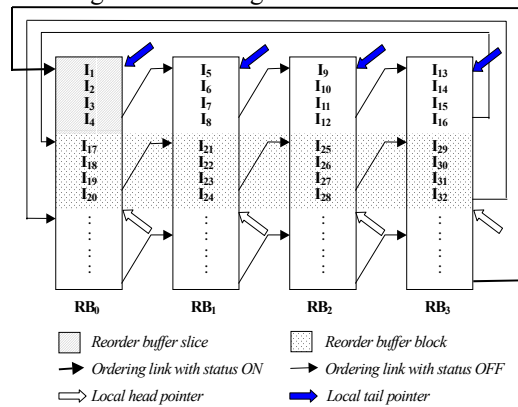 I1 I5 I9 I13
I2 I6 I10 I14
I3 I7 I11 I15
I4 I8 I12 I16
I17 I21 I25 I29
I18 I22 I26 I30
I19 I23 I27 I31
I20 I24 I28 I32
RB0 RB1 RB2 RB3
Reorder buffer slice Reorder buffer block
Ordering link with status ON Ordering link with status OFF
Local head pointer Local tail pointer